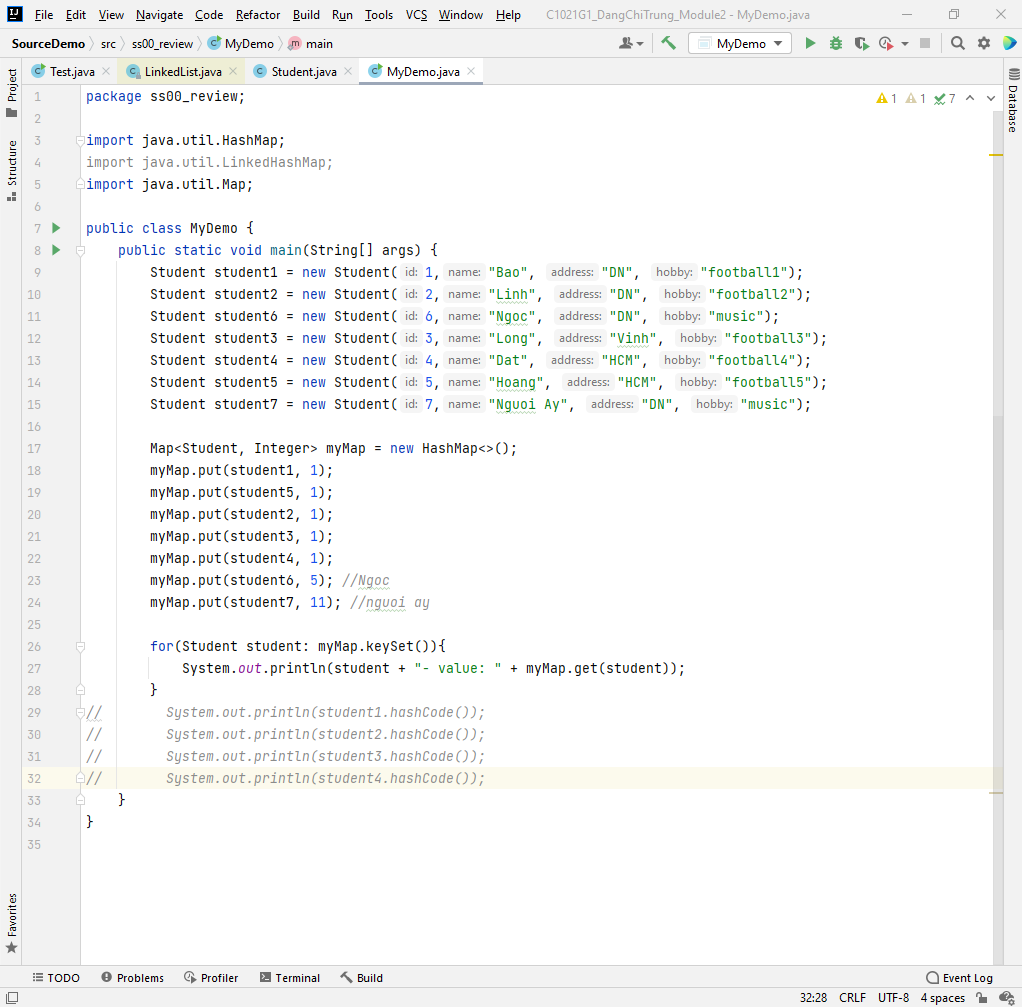 File Edit View Navigate Code Refactor Build Run Tools VCS Window Help C1021G1_DangChiTrung_Module2 - MyDemo.java
SourceDemo src ss00_review MyDemo main MyDemo
Test.java LinkedList.java Student.java MyDemo.java
Project
Structure
Favorites
Database
1 1 7
1 package ss00_review;
2
3 import java.util.HashMap;
4 import java.util.LinkedHashMap;
5 import java.util.Map;
6
7 public class MyDemo {
8 public static void main(String[] args) {
9 Student student1 = new Student( id: 1, name: "Bao", address: "DN", hobby: "football1");
10 Student student2 = new Student( id: 2, name: "Linh", address: "DN", hobby: "football2");
11 Student student6 = new Student( id: 6, name: "Ngoc", address: "DN", hobby: "music");
12 Student student3 = new Student( id: 3, name: "Long", address: "Vinh", hobby: "football3");
13 Student student4 = new Student( id: 4, name: "Dat", address: "HCM", hobby: "football4");
14 Student student5 = new Student( id: 5, name: "Hoang", address: "HCM", hobby: "football5");
15 Student student7 = new Student( id: 7, name: "Nguoi Ay", address: "DN", hobby: "music");
16
17 Map<Student, Integer> myMap = new HashMap<>();
18 myMap.put(student1, 1);
19 myMap.put(student5, 1);
20 myMap.put(student2, 1);
21 myMap.put(student3, 1);
22 myMap.put(student4, 1);
23 myMap.put(student6, 5); //Ngoc
24 myMap.put(student7, 11); //nguoi ay
25
26 for(Student student: myMap.keySet()){
27 System.out.println(student + "- value: " + myMap.get(student));
28 }
29 // System.out.println(student1.hashCode());
30 // System.out.println(student2.hashCode());
31 // System.out.println(student3.hashCode());
32 // System.out.println(student4.hashCode());
33 }
34 }
35
TODO Problems Profiler Terminal Build Event Log
32:28 CRLF UTF-8 4 spaces